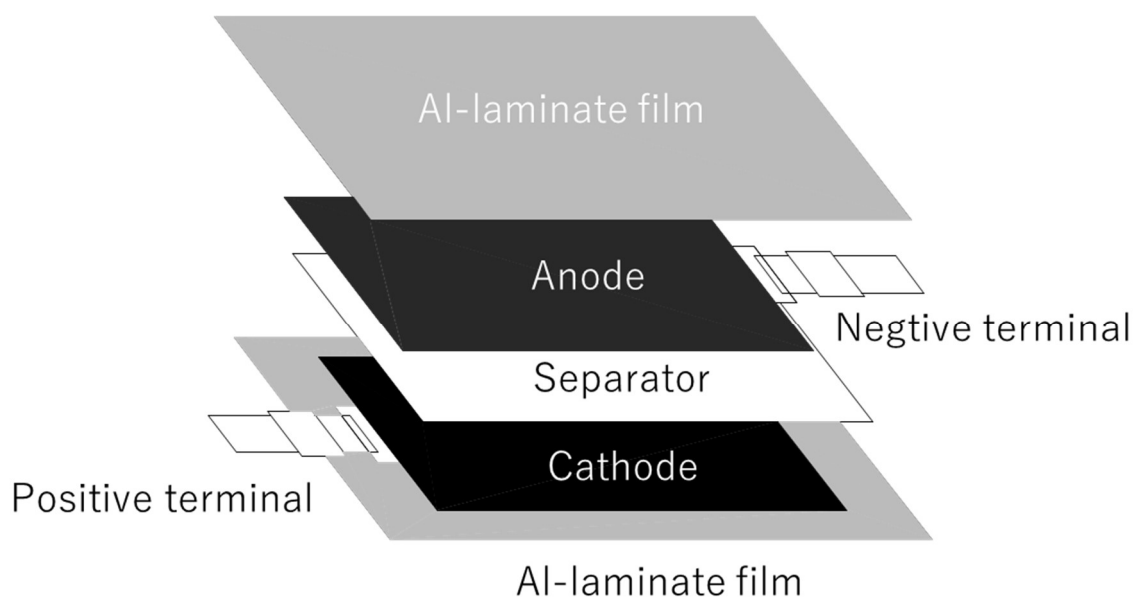 Al-laminate film
Anode
Negtive terminal
Separator
Cathode
Positive terminal
Al-laminate film